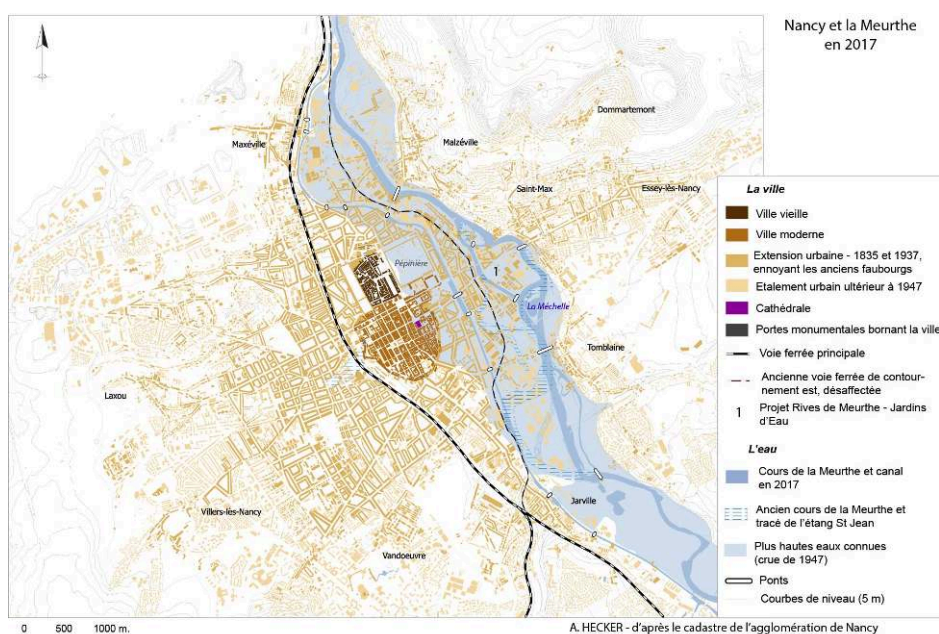 Nancy et la Meurthe
en 2017
Dommartemont
Maxéville
Malzéville
Saint-Max
Essey-lès-Nancy
Pépinière
1
La Méchelle
Tomblaine
Laxou
Jarville
Villers-lès-Nancy
Vandoeuvre
La ville
Ville vieille
Ville moderne
Extension urbaine - 1835 et 1937,
ennoyant les anciens faubourgs
Etalement urbain ultérieur à 1947
Cathédrale
Portes monumentales bornant la ville
Voie ferrée principale
Ancienne voie ferrée de contour-
nement est, désaffectée
1 Projet Rives de Meurthe - Jardins
d'Eau
L'eau
Cours de la Meurthe et canal
en 2017
Ancien cours de la Meurthe et
tracé de l'étang St Jean
Plus hautes eaux connues
(crue de 1947)
Ponts
Courbes de niveau (5 m)
0 500 1000 m.
A. HECKER - d'après le cadastre de l'agglomération de Nancy